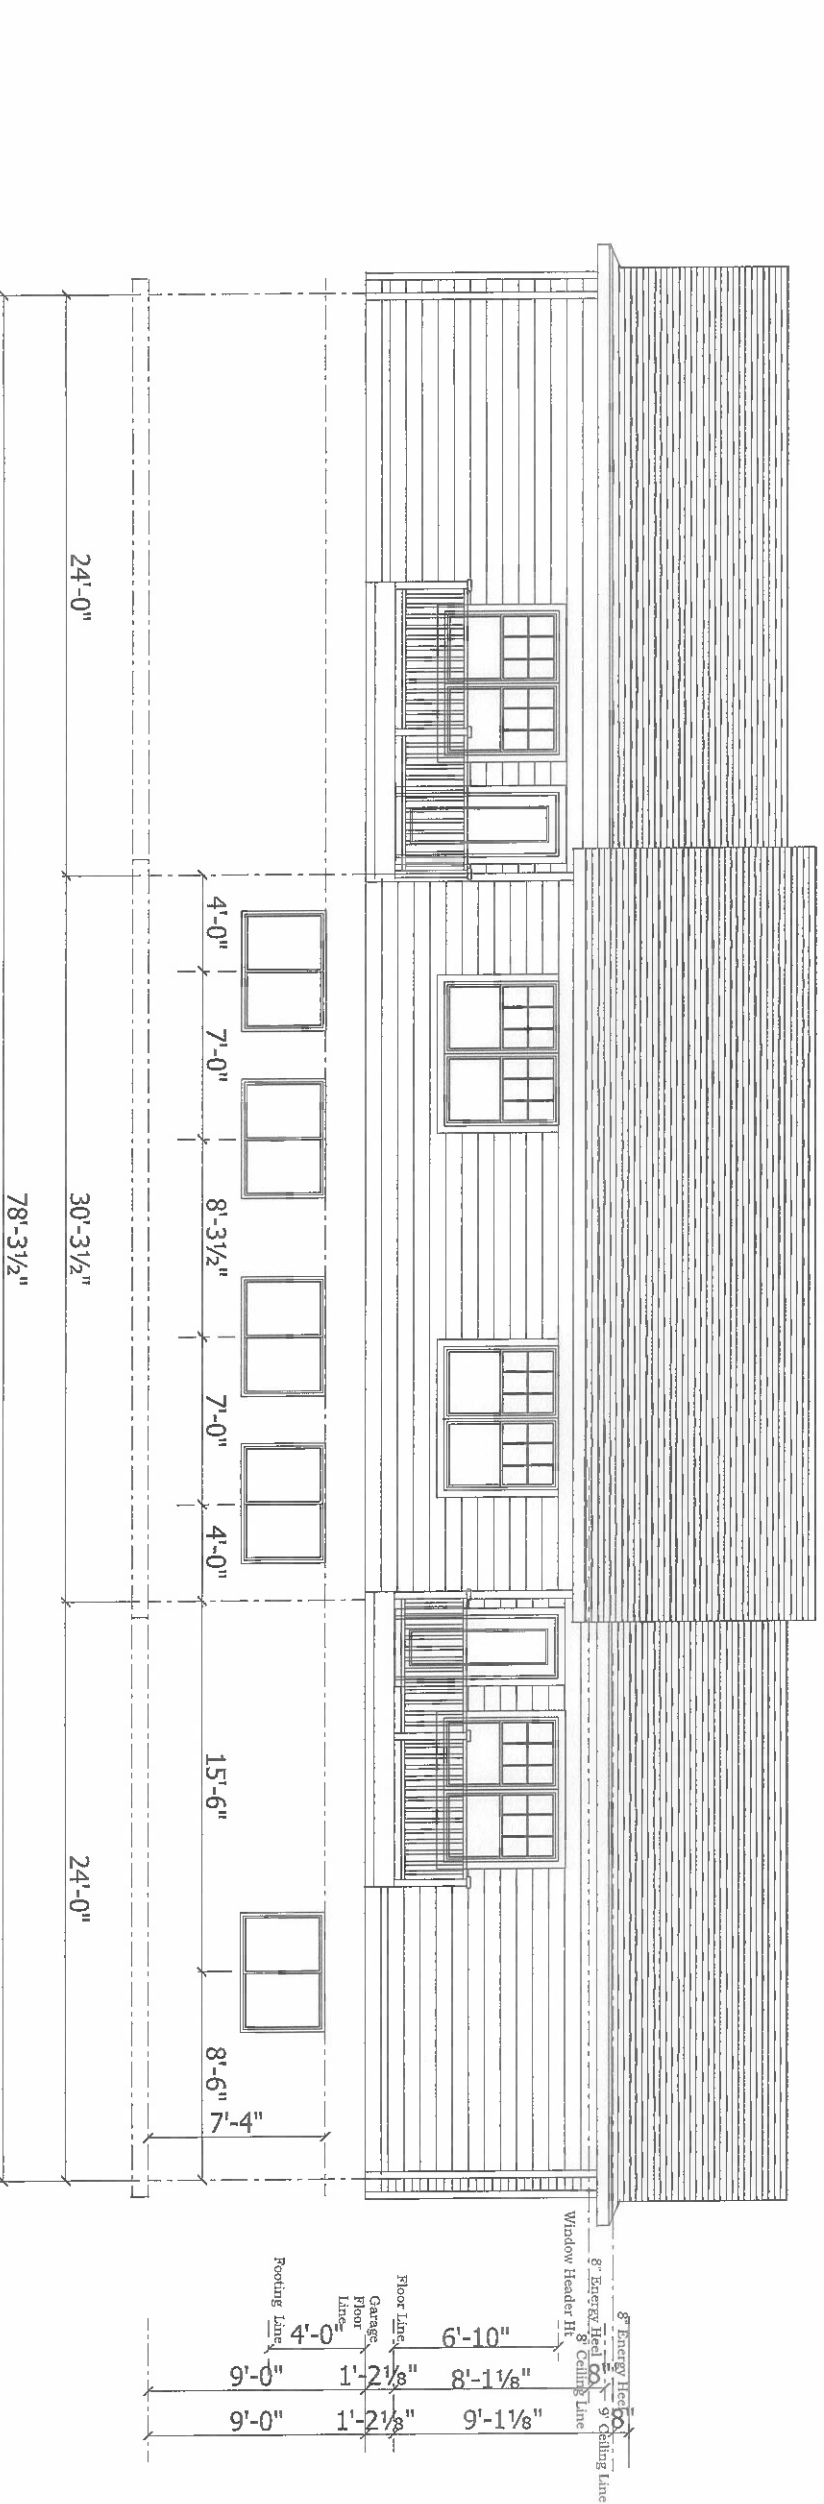 8" Energy Heel
9' Ceiling Line
8" Energy Heel
8' Ceiling Line
Window Header Ht
Floor Line
Garage
Floor
Line
Footing Line
8"
8"
9'-1⅛"
8'-1⅛"
6'-10"
1'-2⅛"
1'-2⅛"
4'-0"
9'-0"
9'-0"
7'-4"
4'-0"
7'-0"
8'-3½"
7'-0"
4'-0"
15'-6"
8'-6"
24'-0"
30'-3½"
24'-0"
78'-3½"